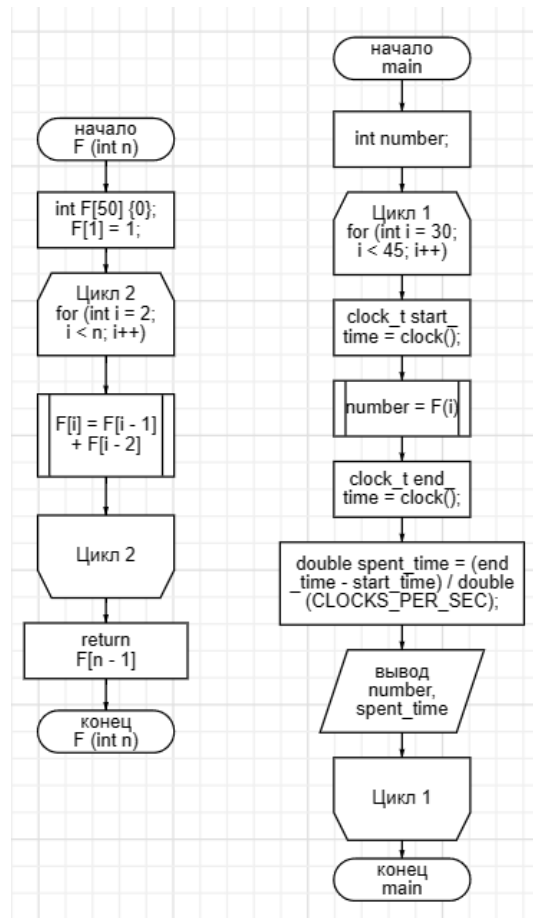 начало
F (int n)
int F[50] {0};
F[1] = 1;
Цикл 2
for (int i = 2;
i < n; i++)
F[i] = F[i - 1]
+ F[i - 2]
Цикл 2
return
F[n - 1]
конец
F (int n)
начало
main
int number;
Цикл 1
for (int i = 30;
i < 45; i++)
clock_t start_
time = clock();
number = F(i)
clock_t end_
time = clock();
double spent_time = (end
_time - start_time) / double
(CLOCKS_PER_SEC);
вывод
number,
spent_time
Цикл 1
конец
main